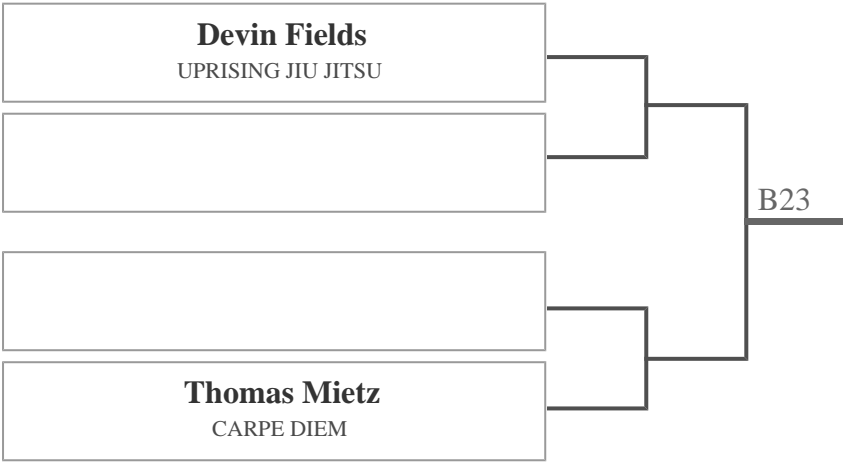 Devin Fields
UPRISING JIU JITSU
B23
Thomas Mietz
CARPE DIEM